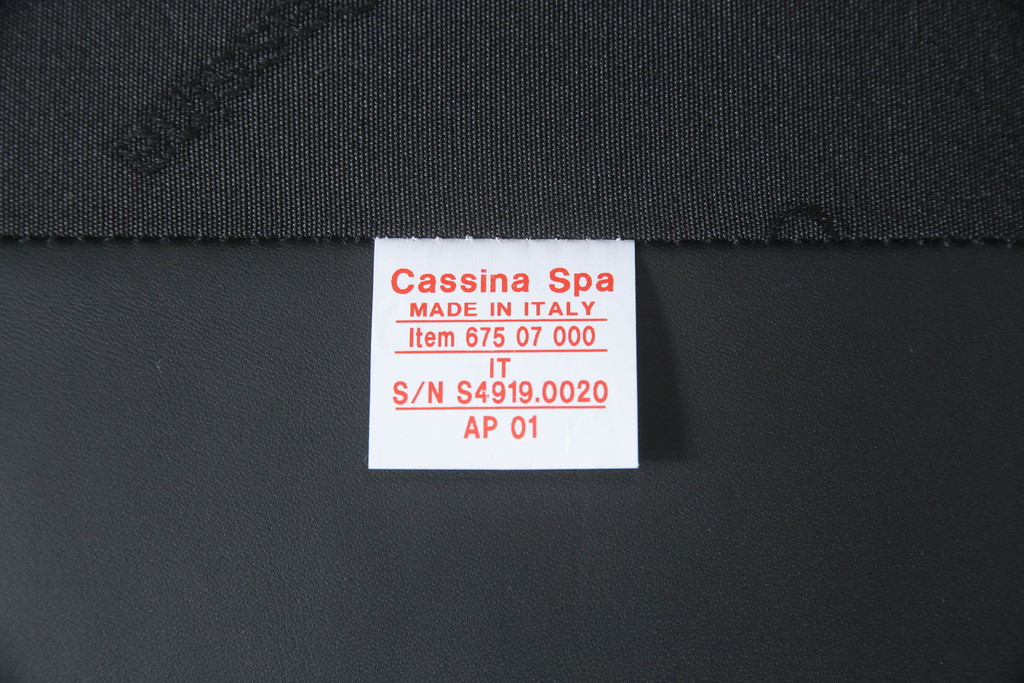 Cassina Spa
MADE IN ITALY
Item 675 07 000
IT
S/N S4919.0020
AP 01